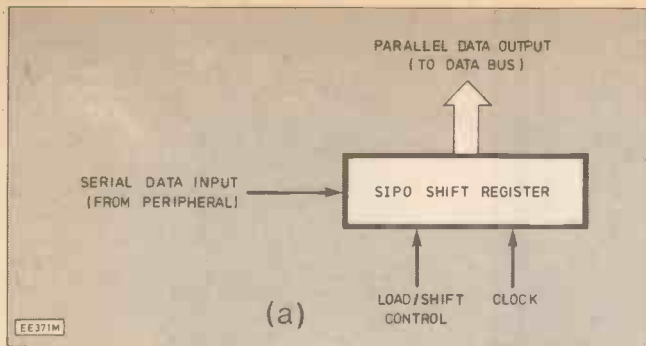 PARALLEL DATA OUTPUT
(TO DATA BUS)
SERIAL DATA INPUT
(FROM PERIPHERAL)
SIPO SHIFT REGISTER
LOAD/SHIFT
CONTROL
CLOCK
(a)
EE371M